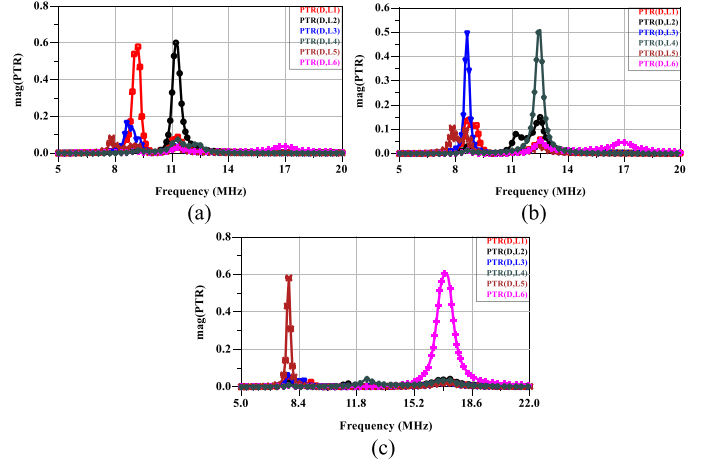 0.8
0.6
0.4
0.2
0.0
mag(PTR)
PTR(D,L1)
PTR(D,L2)
PTR(D,L3)
PTR(D,L4)
PTR(D,L5)
PTR(D,L6)
5 8 11 14 17 20
Frequency (MHz)
(a)
0.6
0.5
0.4
0.3
0.2
0.1
0.0
mag(PTR)
PTR(D,L1)
PTR(D,L2)
PTR(D,L3)
PTR(D,L4)
PTR(D,L5)
PTR(D,L6)
5 8 11 14 17 20
Frequency (MHz)
(b)
0.8
0.6
0.4
0.2
0.0
mag(PTR)
PTR(D,L1)
PTR(D,L2)
PTR(D,L3)
PTR(D,L4)
PTR(D,L5)
PTR(D,L6)
5.0 8.4 11.8 15.2 18.6 22.0
Frequency (MHz)
(c)